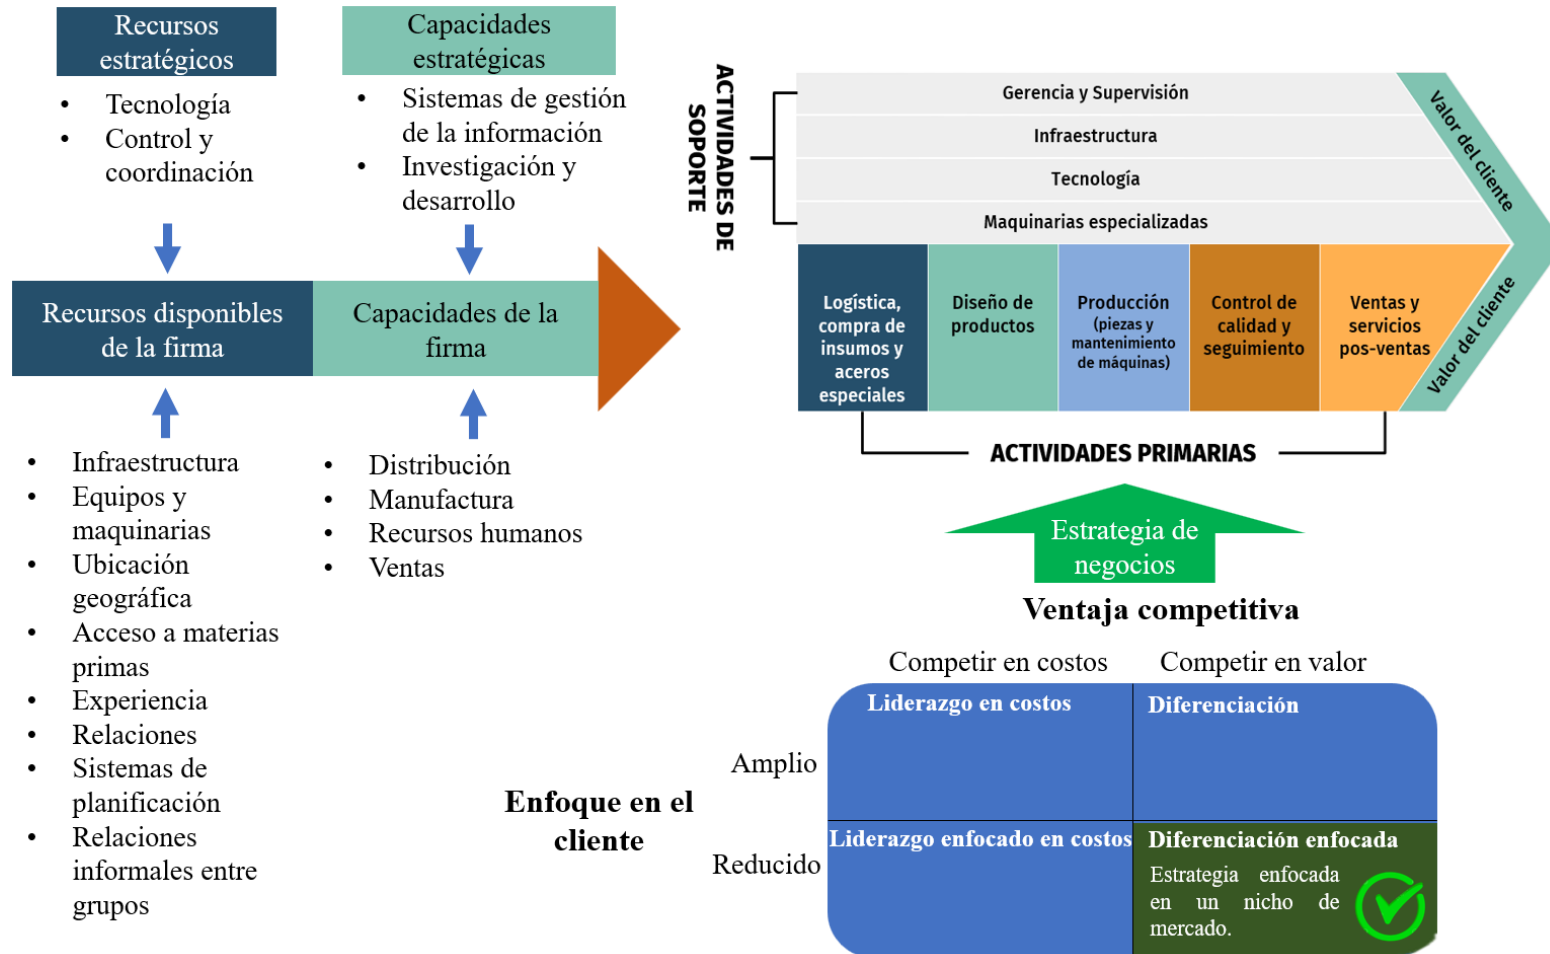 Recursos
estratégicos
• Tecnología
• Control y
coordinación
Capacidades
estratégicas
• Sistemas de gestión
de la información
• Investigación y
desarrollo
Recursos disponibles
de la firma
Capacidades de la
firma
• Infraestructura
• Equipos y
maquinarias
• Ubicación
geográfica
• Acceso a materias
primas
• Experiencia
• Relaciones
• Sistemas de
planificación
• Relaciones
informales entre
grupos
• Distribución
• Manufactura
• Recursos humanos
• Ventas
ACTIVIDADES DE
SOPORTE
Gerencia y Supervisión
Infraestructura
Tecnología
Maquinarias especializadas
Valor del cliente
Valor del cliente
Logística,
compra de
insumos y
aceros
especiales
Diseño de
productos
Producción
(piezas y
mantenimiento
de máquinas)
Control de
calidad y
seguimiento
Ventas y
servicios
pos-ventas
ACTIVIDADES PRIMARIAS
Estrategia de
negocios
Ventaja competitiva
Competir en costos
Competir en valor
Enfoque en el
cliente
Amplio
Reducido
Liderazgo en costos
Diferenciación
Liderazgo enfocado en costos
Diferenciación enfocada
Estrategia enfocada
en un nicho de
mercado.